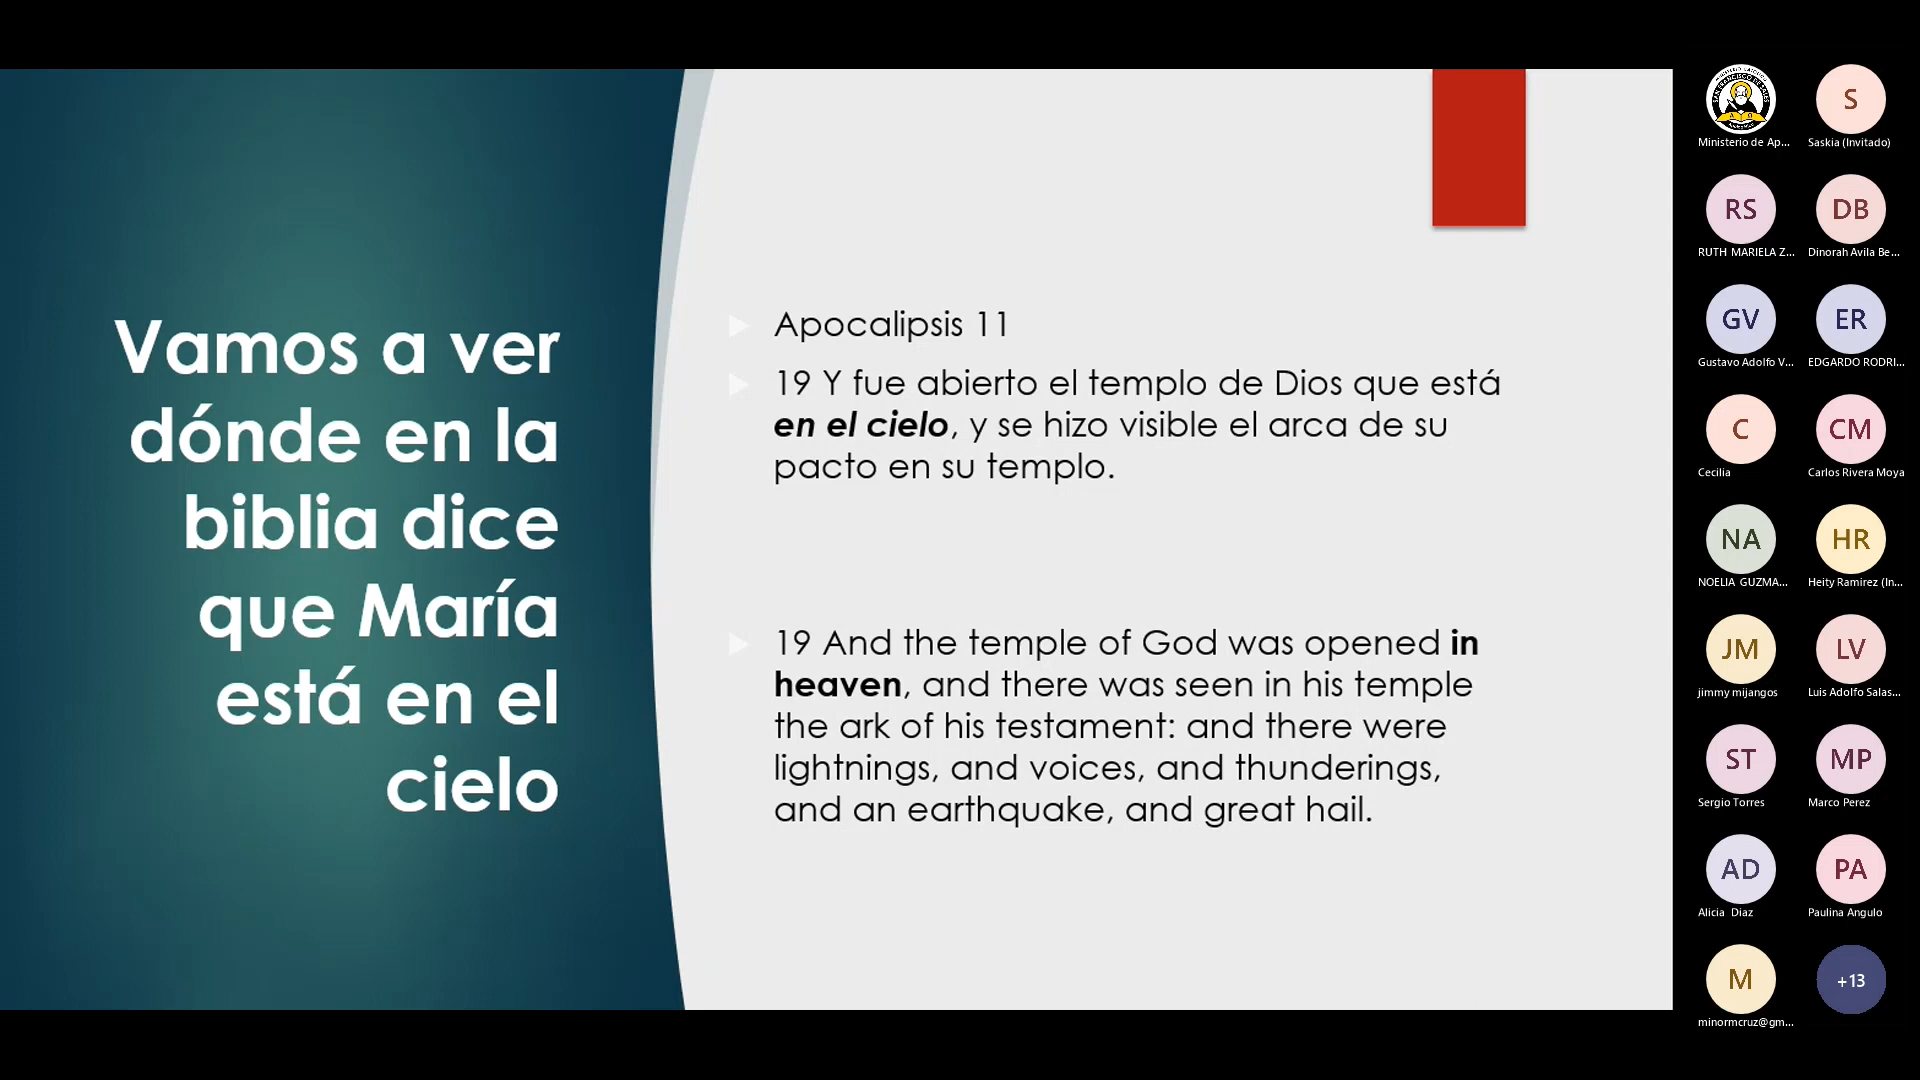 Vamos a ver
dónde en la
biblia dice
que María
está en el
cielo
Apocalipsis 11
19 Y fue abierto el templo de Dios que está
en el cielo, y se hizo visible el arca de su
pacto en su templo.
19 And the temple of God was opened in
heaven, and there was seen in his temple
the ark of his testament: and there were
lightnings, and voices, and thunderings,
and an earthquake, and great hail.
Ministerio de Ap...
S
Saskia (Invitado)
RS
RUTH MARIELA Z...
DB
Dinorah Avila Be...
GV
Gustavo Adolfo V...
ER
EDGARDO RODRI...
C
Cecilia
CM
Carlos Rivera Moya
NA
NOELIA GUZMA...
HR
Heity Ramirez (In...
JM
jimmy mijangos
LV
Luis Adolfo Salas...
ST
Sergio Torres
MP
Marco Perez
AD
Alicia Diaz
PA
Paulina Angulo
M
minormcruz@gm...
+13